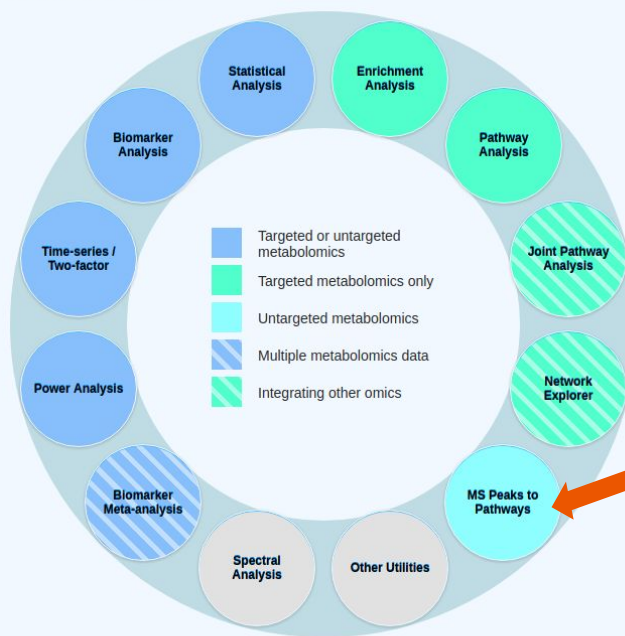 Statistical
Analysis
Enrichment
Analysis
Biomarker
Analysis
Pathway
Analysis
Time-series /
Two-factor
Targeted or untargeted
metabolomics
Targeted metabolomics only
Untargeted metabolomics
Multiple metabolomics data
Integrating other omics
Joint Pathway
Analysis
Power Analysis
Network
Explorer
Biomarker
Meta-analysis
MS Peaks to
Pathways
Spectral
Analysis
Other Utilities